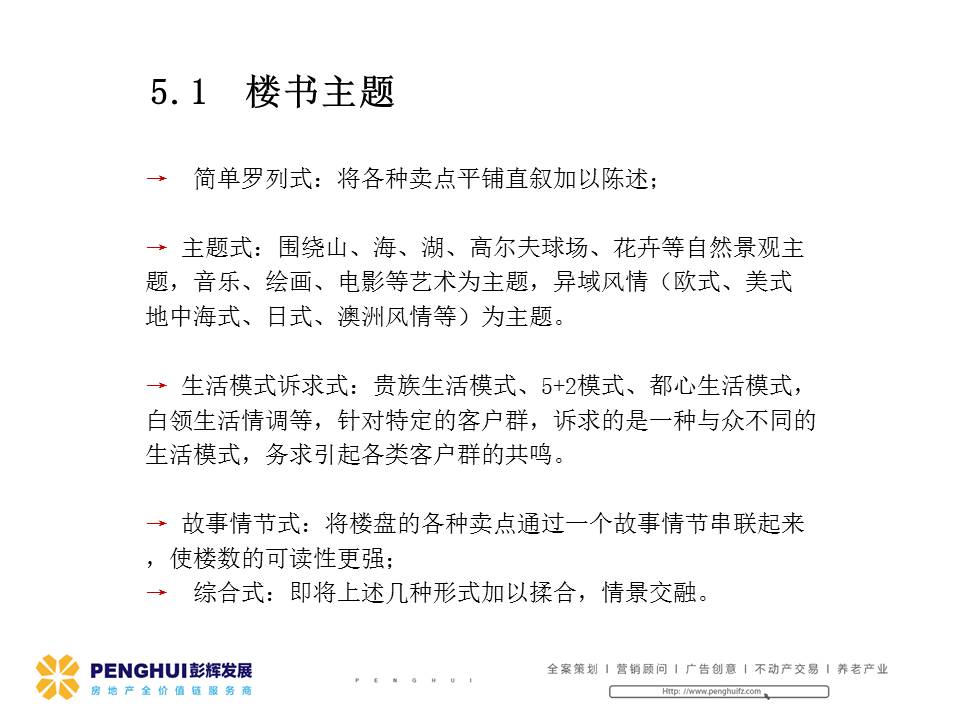 5.1 楼书主题
→ 简单罗列式：将各种卖点平铺直叙加以陈述；
→ 主题式：围绕山、海、湖、高尔夫球场、花卉等自然景观主
题，音乐、绘画、电影等艺术为主题，异域风情（欧式、美式
地中海式、日式、澳洲风情等）为主题。
→ 生活模式诉求式：贵族生活模式、5+2模式、都心生活模式，
白领生活情调等，针对特定的客户群，诉求的是一种与众不同的
生活模式，务求引起各类客户群的共鸣。
→ 故事情节式：将楼盘的各种卖点通过一个故事情节串联起来
，使楼数的可读性更强；
→ 综合式：即将上述几种形式加以揉合，情景交融。
PENGHUI彭辉发展
房地产全价值链服务商
PENGHUI
全案策划 | 营销顾问 | 广告创意 | 不动产交易 | 养老产业
Http: //www.penghuifz.com